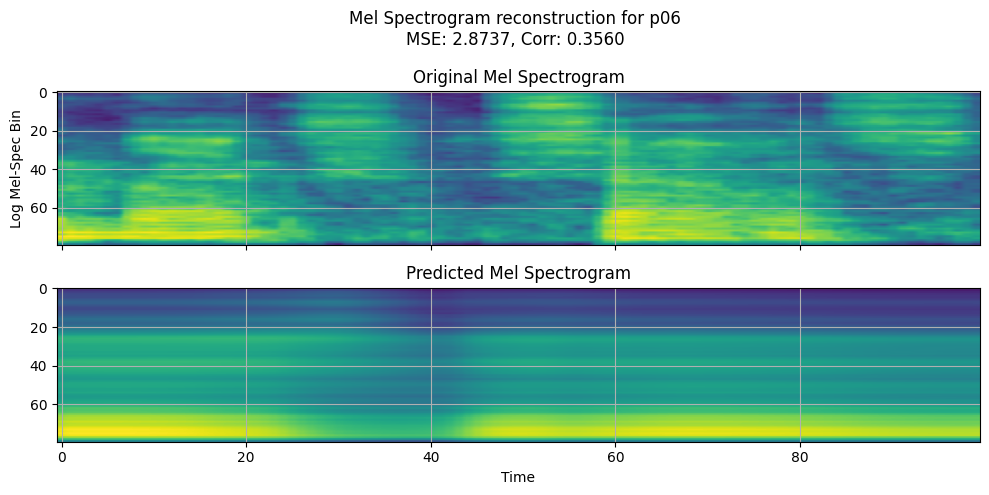 Mel Spectrogram reconstruction for p06
MSE: 2.8737, Corr: 0.3560
Original Mel Spectrogram
0
20
40
60
Log Mel-Spec Bin
Predicted Mel Spectrogram
0
20
40
60
0 20 40 60 80
Time